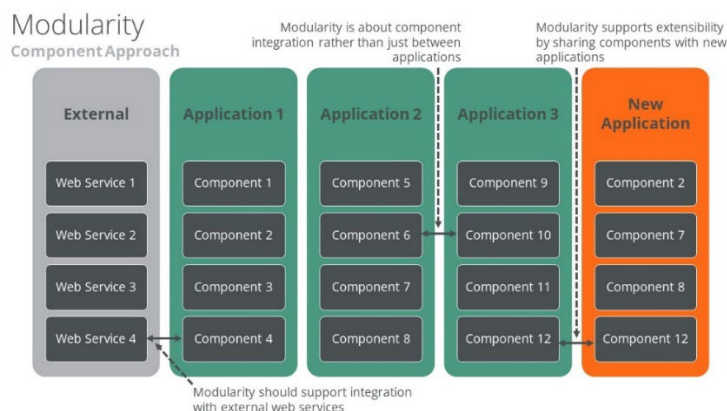 Modularity
Component Approach
Modularity is about component
integration rather than just between
applications
Modularity supports extensibility
by sharing components with new
applications
External
Web Service 1
Web Service 2
Web Service 3
Web Service 4
Application 1
Component 1
Component 2
Component 3
Component 4
Application 2
Component 5
Component 6
Component 7
Component 8
Application 3
Component 9
Component 10
Component 11
Component 12
New
Application
Component 2
Component 7
Component 8
Component 12
Modularity should support integration
with external web services